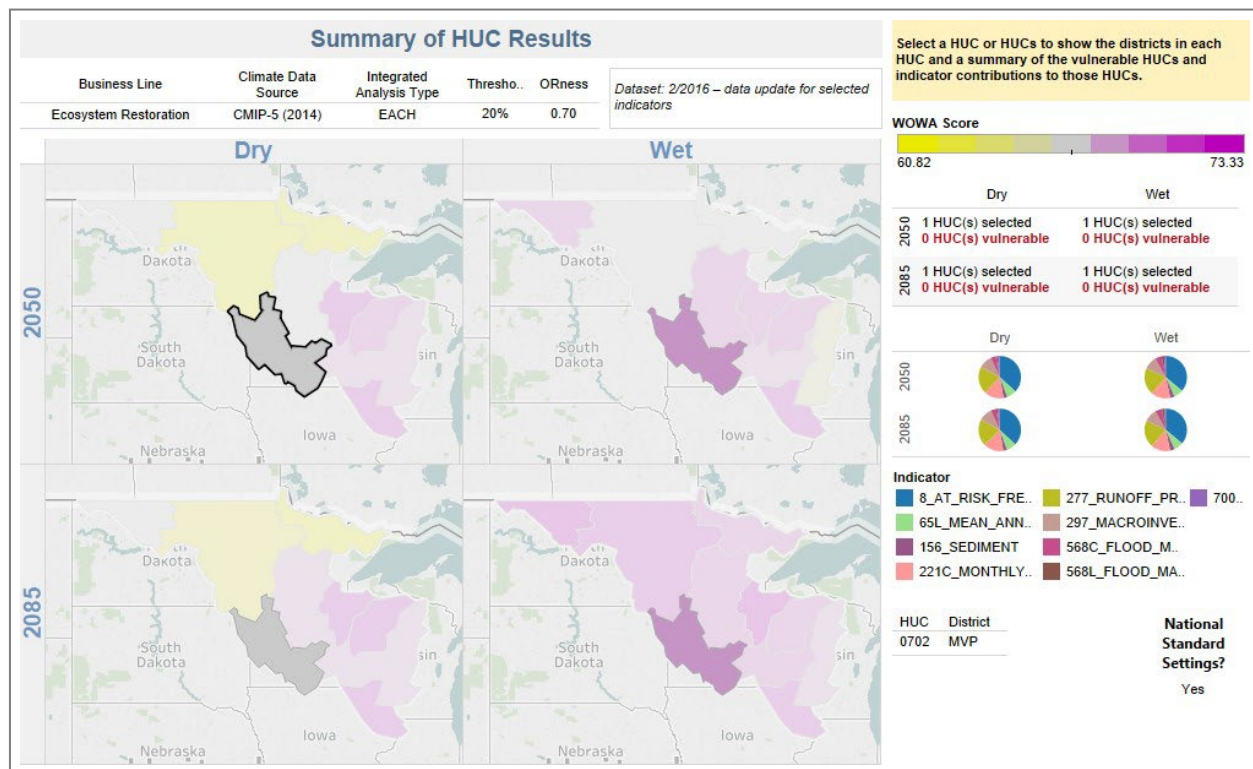 Summary of HUC Results
Business Line
Climate Data
Source
Integrated
Analysis Type
Thresho..
ORness
Ecosystem Restoration
CMIP-5 (2014)
EACH
20%
0.70
Dataset: 2/2016 – data update for selected
indicators
Dry
Wet
2050
Dakota
South
Dakota
Iowa
Nebraska
sin
Dakota
South
Dakota
Iowa
Nebraska
sin
2085
Dakota
South
Dakota
Iowa
Nebraska
sin
Dakota
South
Dakota
Iowa
Nebraska
sin
Select a HUC or HUCs to show the districts in each
HUC and a summary of the vulnerable HUCs and
indicator contributions to those HUCs.
WOWA Score
60.82
73.33
Dry
Wet
2050
1 HUC(s) selected
0 HUC(s) vulnerable
1 HUC(s) selected
0 HUC(s) vulnerable
2085
1 HUC(s) selected
0 HUC(s) vulnerable
1 HUC(s) selected
0 HUC(s) vulnerable
Dry
Wet
2050
2085
Indicator
8_AT_RISK_FRE..
277_RUNOFF_PR..
700..
65L_MEAN_ANN..
297_MACROINVE..
156_SEDIMENT
568C_FLOOD_M..
221C_MONTHLY..
568L_FLOOD_MA..
HUC
District
0702
MVP
National
Standard
Settings?
Yes